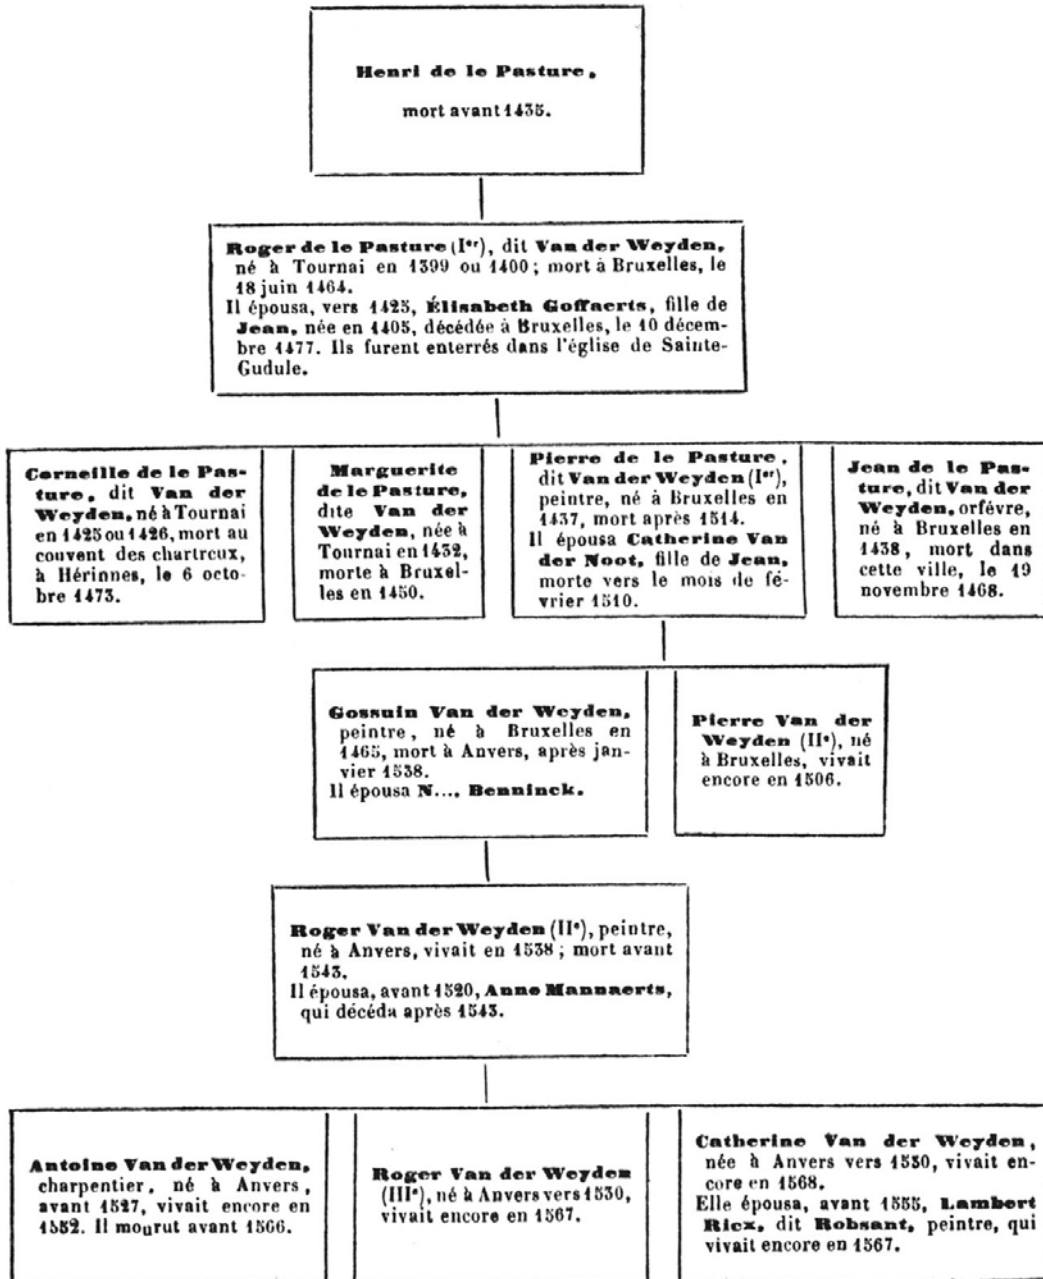 Henri de le Pasture,
mort avant 1435.
Roger de le Pasture (Ier), dit Van der Weyden,
né à Tournai en 1399 ou 1400 ; mort à Bruxelles, le
18 juin 1464.
Il épousa, vers 1425, Élisabeth Goffaerts, fille de
Jean, née en 1405, décédée à Bruxelles, le 10 décem-
bre 1477. Ils furent enterrés dans l'église de Sainte-
Gudule.
Corneille de le Pas-
ture, dit Van der
Weyden, né à Tournai
en 1425 ou 1426, mort au
couvent des chartreux,
à Hérinnes, le 6 octo-
bre 1473.
Marguerite
de le Pasture,
dite Van der
Weyden, née à
Tournai en 1432,
morte à Bruxel-
les en 1450.
Pierre de le Pasture,
dit Van der Weyden (Ier),
peintre, né à Bruxelles en
1437, mort après 1514.
Il épousa Catherine Van
der Noot, fille de Jean,
morte vers le mois de fé-
vrier 1510.
Jean de le Pas-
ture, dit Van der
Weyden, orfévre,
né à Bruxelles en
1438, mort dans
cette ville, le 19
novembre 1468.
Gossuin Van der Weyden,
peintre, né à Bruxelles en
1465, mort à Anvers, après jan-
vier 1538.
Il épousa N..., Benninck.
Pierre Van der
Weyden (IIe), né
à Bruxelles, vivait
encore en 1506.
Roger Van der Weyden (IIe), peintre,
né à Anvers, vivait en 1538 ; mort avant
1543.
Il épousa, avant 1520, Anne Mannaerts,
qui décéda après 1543.
Antoine Van der Weyden,
charpentier, né à Anvers,
avant 1527, vivait encore en
1552. Il mourut avant 1566.
Roger Van der Weyden
(IIIe), né à Anvers vers 1530,
vivait encore en 1567.
Catherine Van der Weyden,
née à Anvers vers 1530, vivait en-
core en 1568.
Elle épousa, avant 1555, Lambert
Ricx, dit Robsant, peintre, qui
vivait encore en 1567.